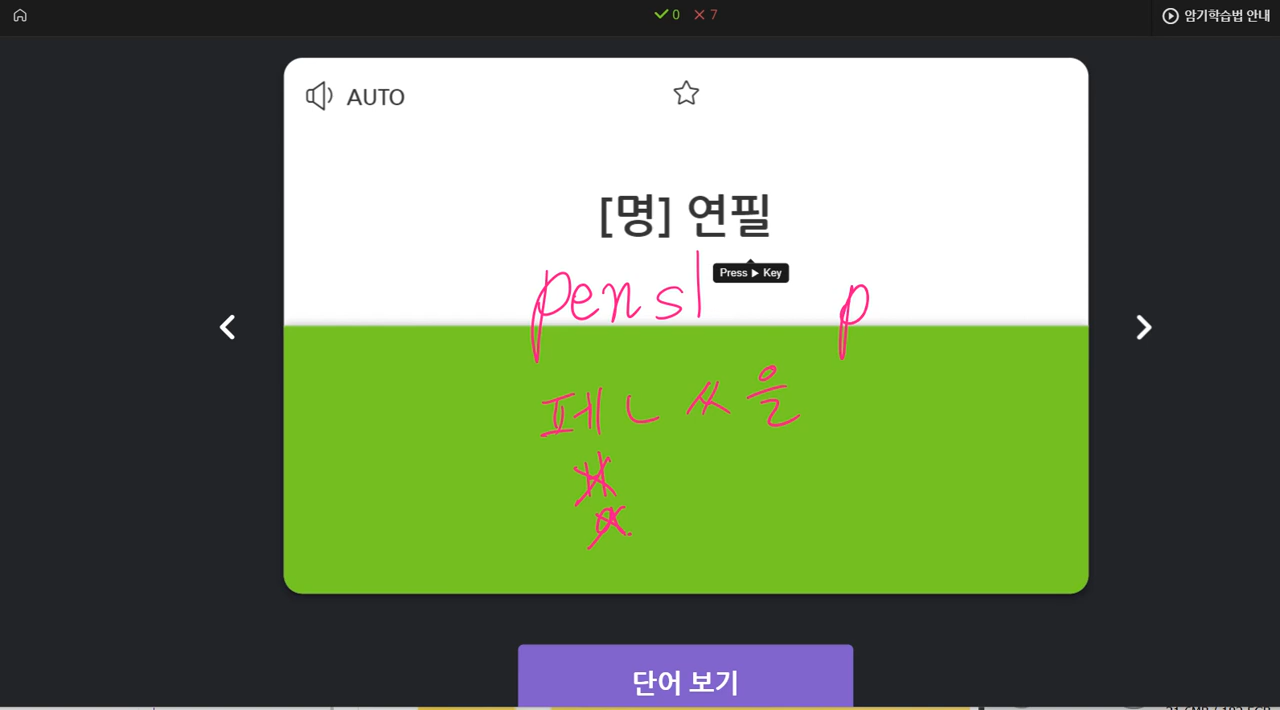 0 7 암기학습법 안내
AUTO
[명] 연필
Press ▶ Key
pensl p
페ㄴ ㅆ을
단어 보기